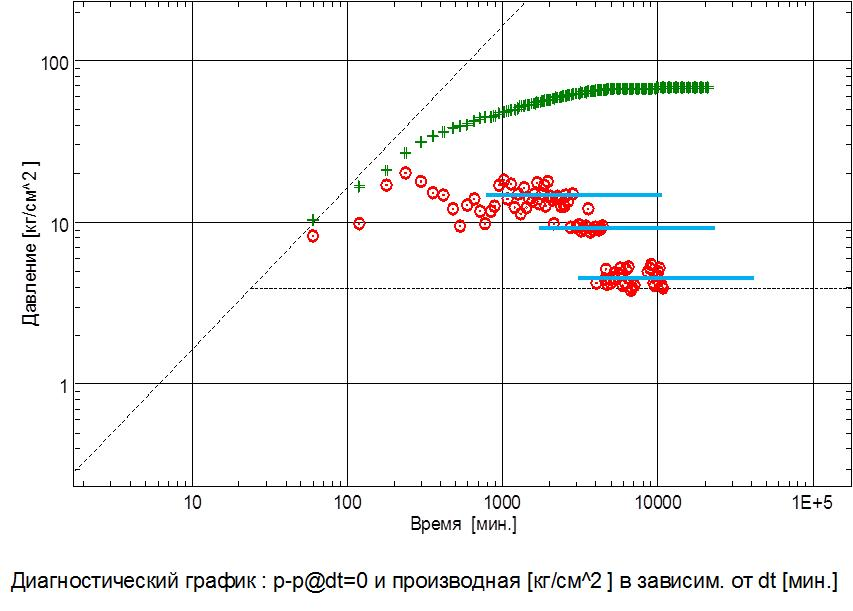 100
10
1
Давление [кг/см^2 ]
10
100
1000
10000
1E+5
Время [мин.]
Диагностический график : p-p@dt=0 и производная [кг/см^2 ] в зависим. от dt [мин.]